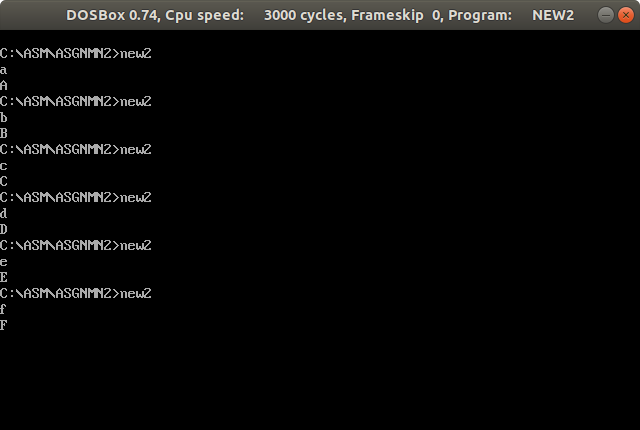 DOSBox 0.74, Cpu speed: 3000 cycles, Frameskip 0, Program: NEW2
C:\ASM\ASGNMN2>new2
a
A
C:\ASM\ASGNMN2>new2
b
B
C:\ASM\ASGNMN2>new2
c
C
C:\ASM\ASGNMN2>new2
d
D
C:\ASM\ASGNMN2>new2
e
E
C:\ASM\ASGNMN2>new2
f
F